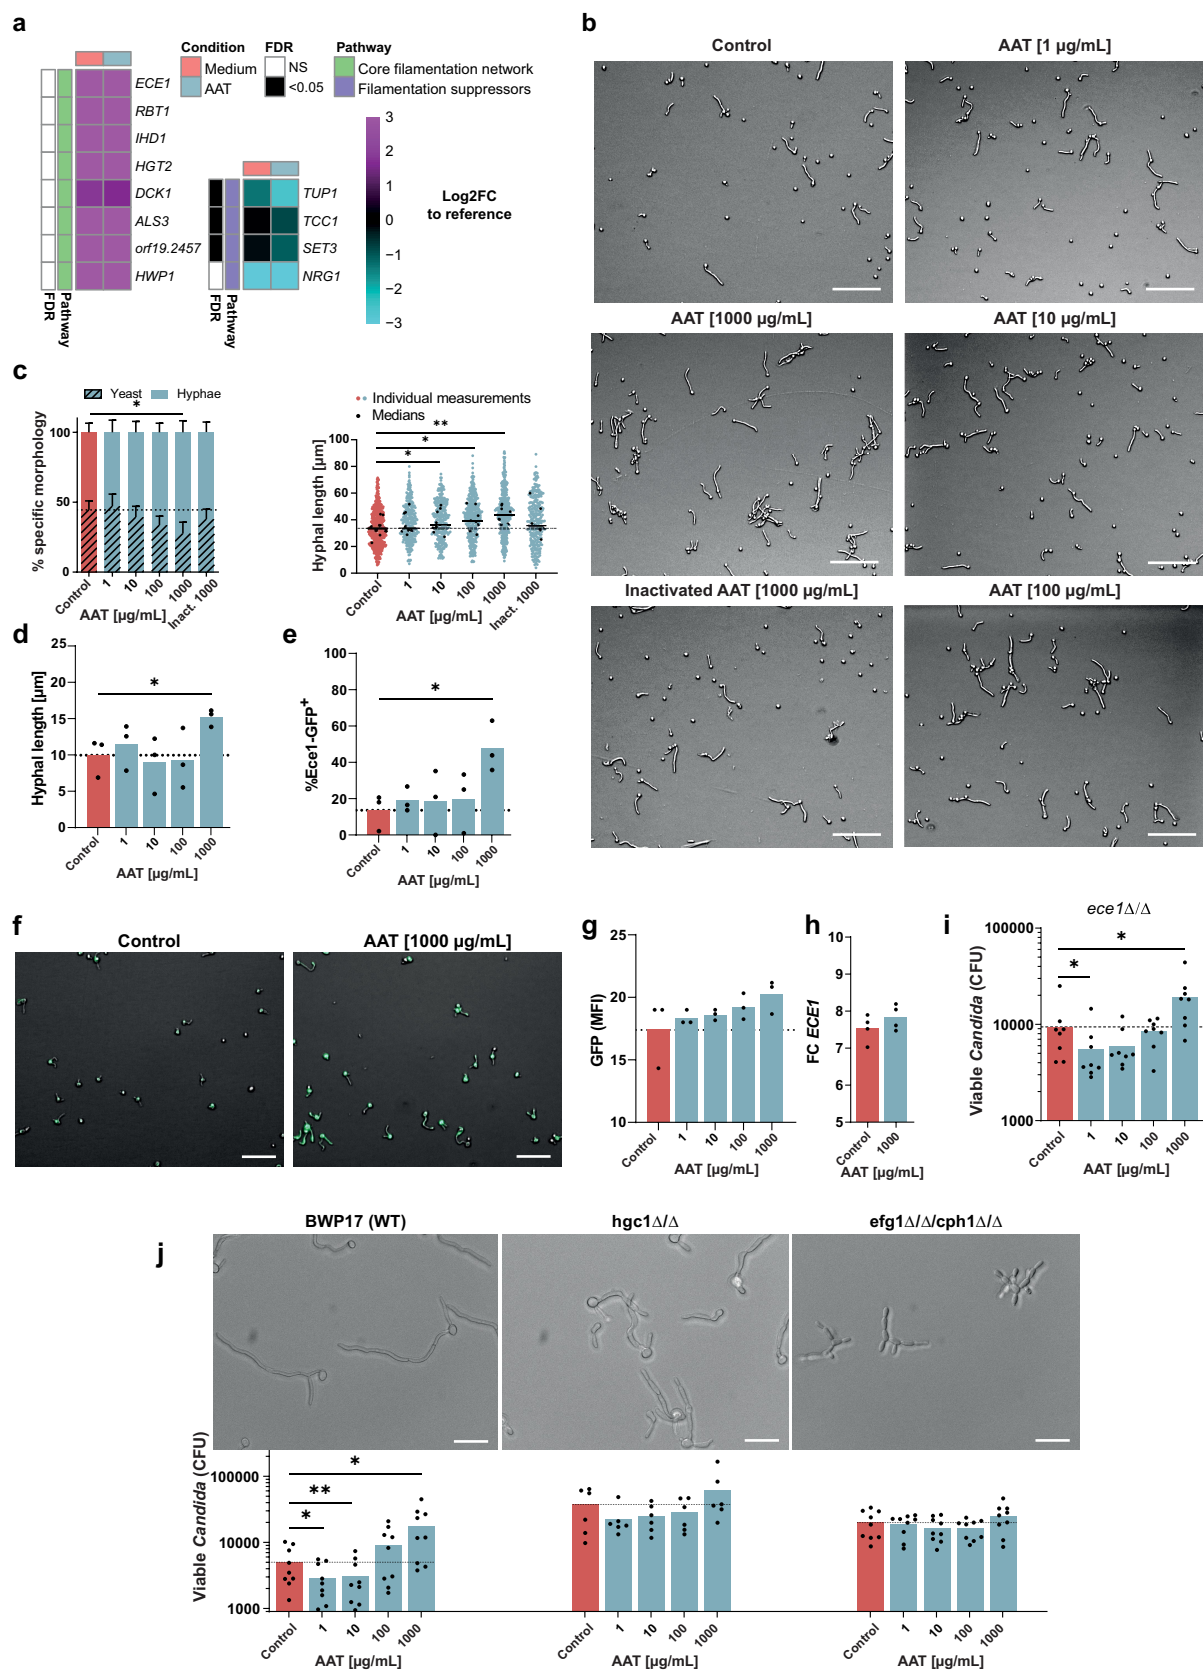 a
Condition
Medium
AAT
FDR
NS
<0.05
Pathway
Core filamentation network
Filamentation suppressors
ECE1
RBT1
IHD1
HGT2
DCK1
ALS3
orf19.2457
HWP1
FDR
Pathway
TUP1
TCC1
SET3
NRG1
FDR
Pathway
3
2
1
0
−1
−2
−3
Log2FC
to reference
b
Control
AAT [1 µg/mL]
AAT [1000 µg/mL]
AAT [10 µg/mL]
Inactivated AAT [1000 µg/mL]
AAT [100 µg/mL]
c
Yeast
Hyphae
*
% specific morphology
100
50
0
Control
1
10
100
1000
Inact. 1000
AAT [µg/mL]
Individual measurements
Medians
**
*
*
Hyphal length [µm]
100
80
60
40
20
0
Control
1
10
100
1000
Inact. 1000
AAT [µg/mL]
d
Hyphal length [µm]
25
20
15
10
5
0
*
Control
1
10
100
1000
AAT [µg/mL]
e
%Ece1-GFP+
100
80
60
40
20
0
*
Control
1
10
100
1000
AAT [µg/mL]
f
Control
AAT [1000 µg/mL]
g
GFP (MFI)
25
20
15
10
Control
1
10
100
1000
AAT [µg/mL]
h
FC ECE1
10
9
8
7
6
5
Control
1000
AAT [µg/mL]
i
ece1Δ/Δ
Viable Candida (CFU)
100000
10000
1000
*
*
Control
1
10
100
1000
AAT [µg/mL]
j
BWP17 (WT)
hgc1Δ/Δ
efg1Δ/Δ/cph1Δ/Δ
Viable Candida (CFU)
100000
10000
1000
*
**
*
Control
1
10
100
1000
AAT [µg/mL]
Control
1
10
100
1000
AAT [µg/mL]
Control
1
10
100
1000
AAT [µg/mL]